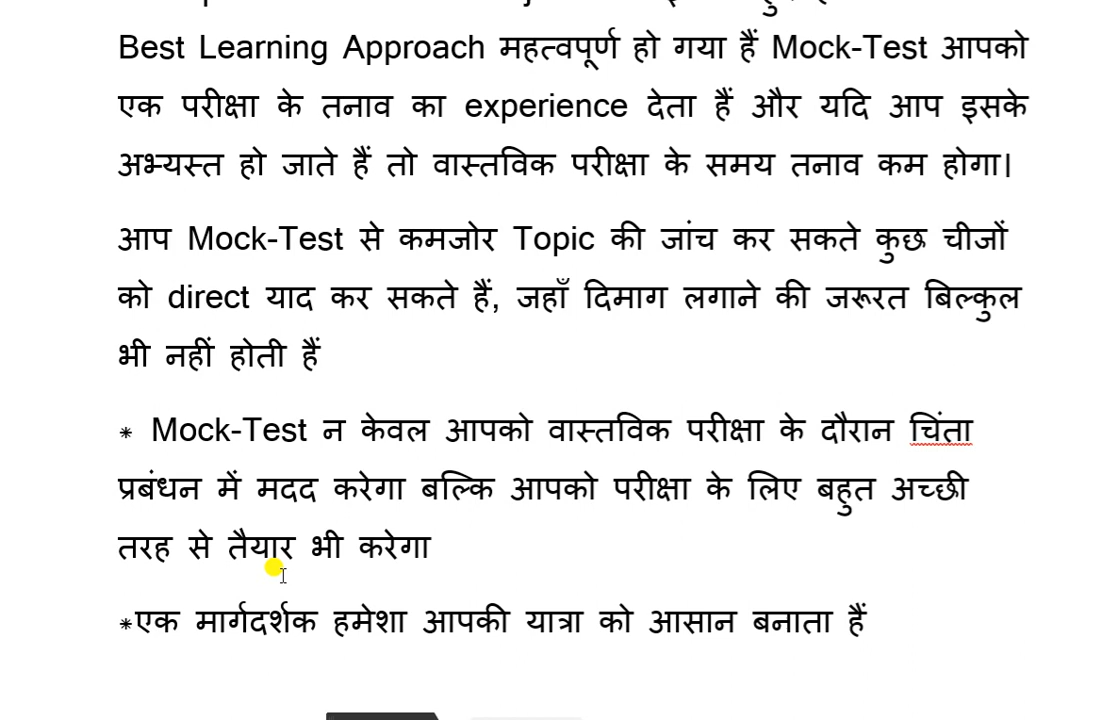 Best Learning Approach महत्वपूर्ण हो गया हैं Mock-Test आपको
एक परीक्षा के तनाव का experience देता हैं और यदि आप इसके
अभ्यस्त हो जाते हैं तो वास्तविक परीक्षा के समय तनाव कम होगा।
आप Mock-Test से कमजोर Topic की जांच कर सकते कुछ चीजों
को direct याद कर सकते हैं, जहाँ दिमाग लगाने की जरूरत बिल्कुल
भी नहीं होती हैं
* Mock-Test न केवल आपको वास्तविक परीक्षा के दौरान चिंता
प्रबंधन में मदद करेगा बल्कि आपको परीक्षा के लिए बहुत अच्छी
तरह से तैयार भी करेगा
*एक मार्गदर्शक हमेशा आपकी यात्रा को आसान बनाता हैं